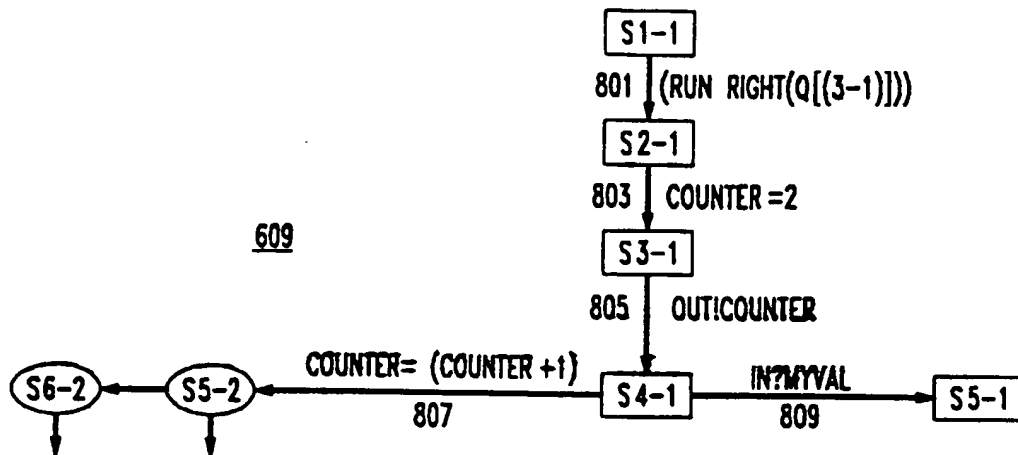 S1-1
801 (RUN RIGHT(Q[(3-1)]))
S2-1
803 COUNTER=2
609
S3-1
805 OUT!COUNTER
COUNTER= (COUNTER+1)
IN?MYVAL
S6-2 S5-2 S4-1 S5-1
807 809